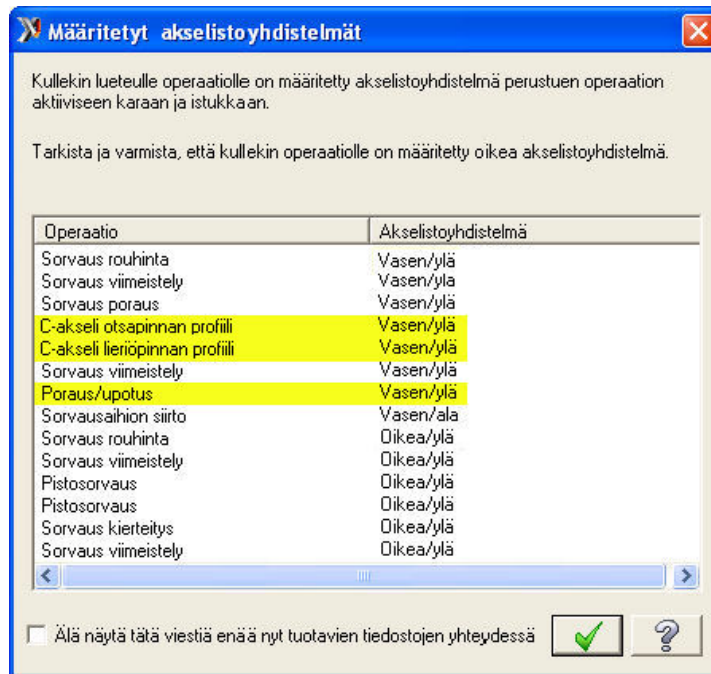 Määritetyt akselistoyhdistelmät
Kullekin lueteulle operaatiolle on määritetty akselistoyhdistelmä perustuen operaation
aktiiviseen karaan ja istukkaan.
Tarkista ja varmista, että kullekin operaatiolle on määritetty oikea akselistoyhdistelmä.
Operaatio Akselistoyhdistelmä
Sorvaus rouhinta Vasen/ylä
Sorvaus viimeistely Vasen/yla
Sorvaus poraus Vasen/ylä
C-akseli otsapinnan profiili Vasen/ylä
C-akseli lieriöpinnan profiili Vasen/ylä
Sorvaus viimeistely Vasen/ylä
Poraus/upotus Vasen/ylä
Sorvausaihion siirto Vasen/ala
Sorvaus rouhinta Oikea/ylä
Sorvaus viimeistely Oikea/ylä
Pistosorvaus Oikea/ylä
Pistosorvaus Oikea/ylä
Sorvaus kierteitys Oikea/ylä
Sorvaus viimeistely Oikea/ylä
Älä näytä tätä viestiä enää nyt tuotavien tiedostojen yhteydessä